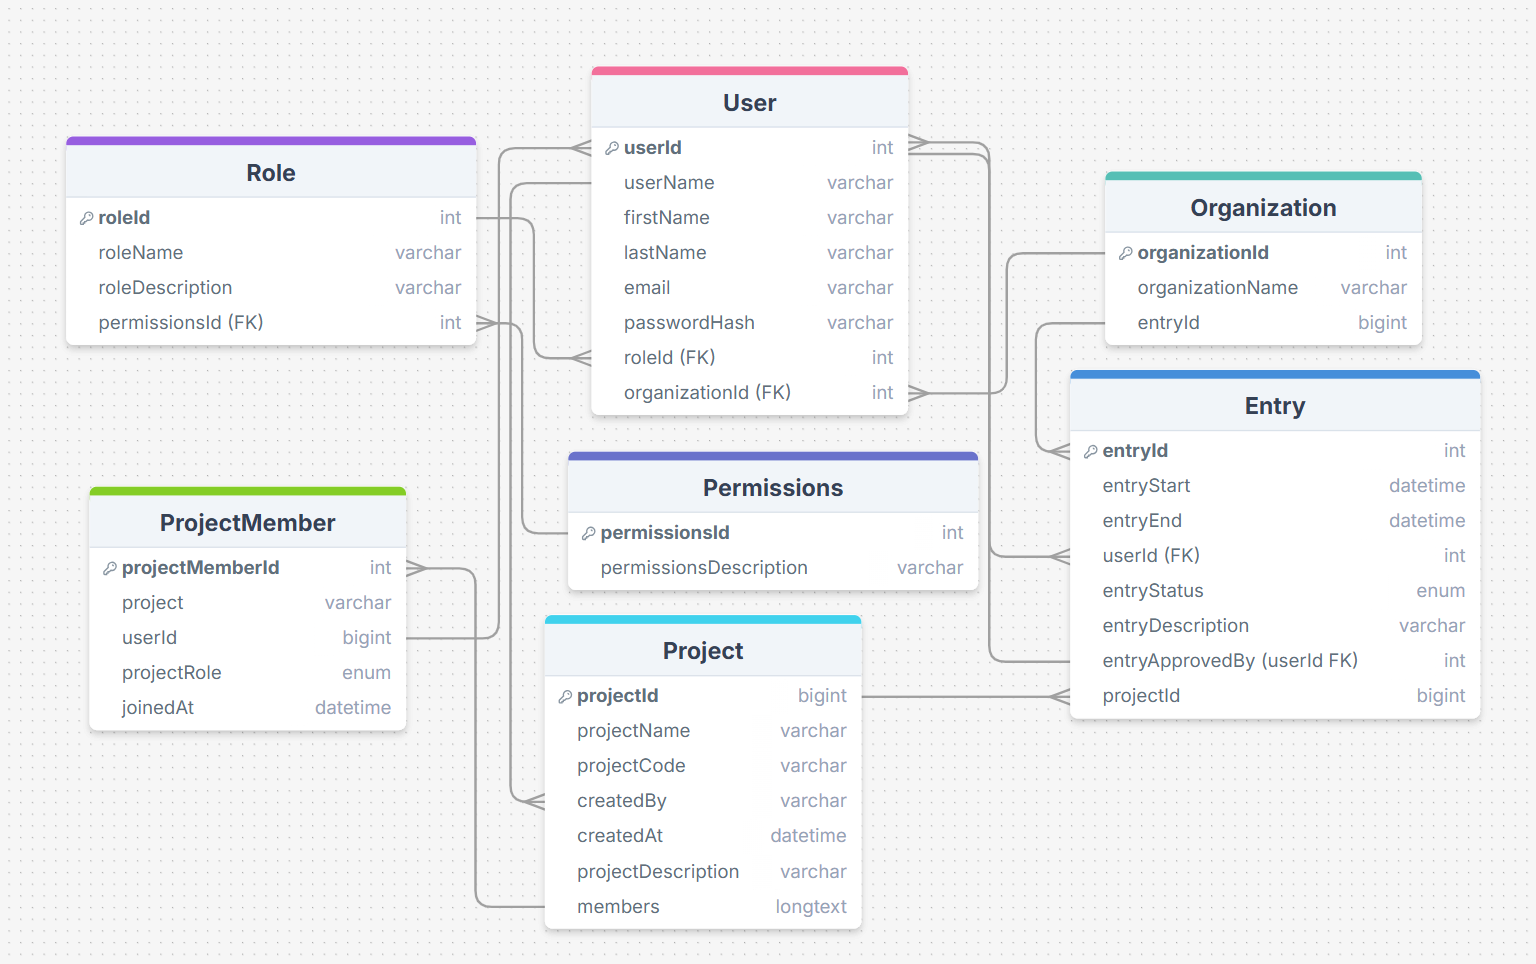 User
userId int
userName varchar
firstName varchar
lastName varchar
email varchar
passwordHash varchar
roleId (FK) int
organizationId (FK) int
Role
roleId int
roleName varchar
roleDescription varchar
permissionsId (FK) int
Organization
organizationId int
organizationName varchar
entryId bigint
Entry
entryId int
entryStart datetime
entryEnd datetime
userId (FK) int
entryStatus enum
entryDescription varchar
entryApprovedBy (userId FK) int
projectId bigint
Permissions
permissionsId int
permissionsDescription varchar
ProjectMember
projectMemberId int
project varchar
userId bigint
projectRole enum
joinedAt datetime
Project
projectId bigint
projectName varchar
projectCode varchar
createdBy varchar
createdAt datetime
projectDescription varchar
members longtext